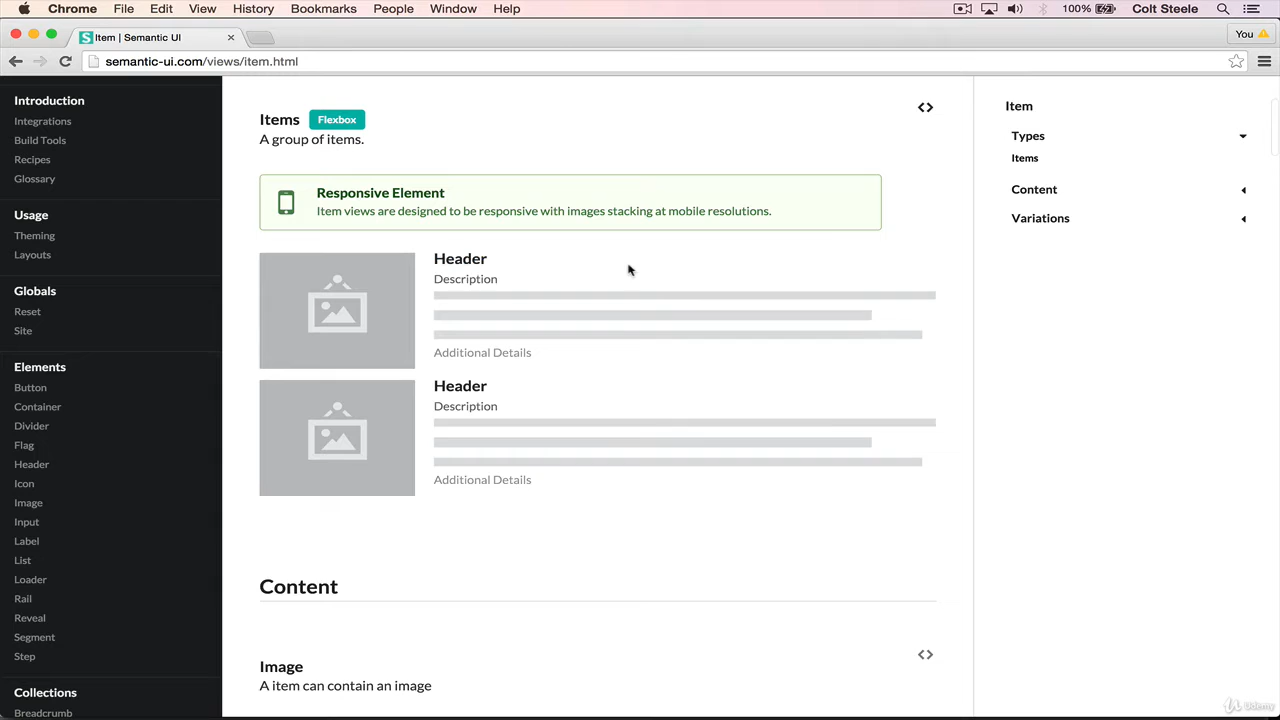 Chrome File Edit View History Bookmarks People Window Help 100% Colt Steele
Item | Semantic UI
You
semantic-ui.com/views/item.html
Introduction
Integrations
Build Tools
Recipes
Glossary
Usage
Theming
Layouts
Globals
Reset
Site
Elements
Button
Container
Divider
Flag
Header
Icon
Image
Input
Label
List
Loader
Rail
Reveal
Segment
Step
Collections
Breadcrumb
Items Flexbox
A group of items.
Responsive Element
Item views are designed to be responsive with images stacking at mobile resolutions.
Header
Description
Additional Details
Header
Description
Additional Details
Content
Image
A item can contain an image
Item
Types
Items
Content
Variations
Udemy